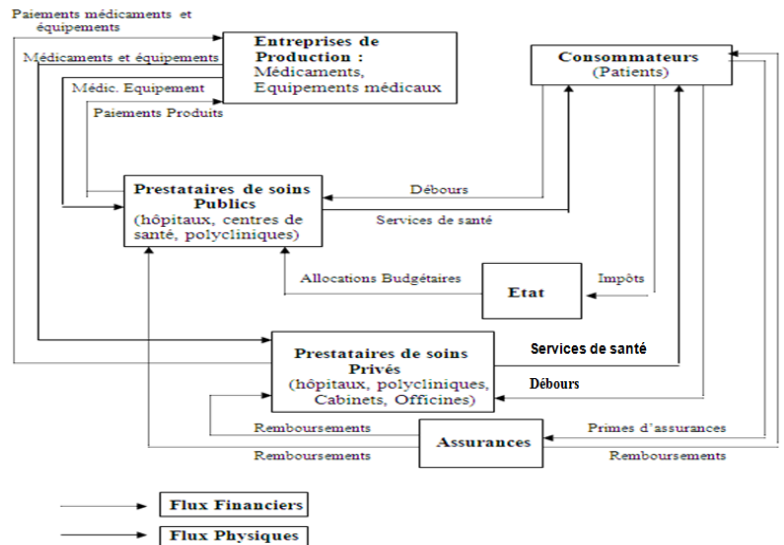 Paiements médicaments et
équipements
Médicaments et équipements
Médic. Equipement
Paiements Produits
Entreprises de
Production :
Médicaments,
Equipements médicaux
Consommateurs
(Patients)
Prestataires de soins
Publics
(hôpitaux, centres de
santé, polycliniques)
Débours
Services de santé
Allocations Budgétaires
Etat
Impôts
Prestataires de soins
Privés
(hôpitaux, polycliniques,
Cabinets, Officines)
Services de santé
Débours
Remboursements
Remboursements
Assurances
Primes d'assurances
Remboursements
Flux Financiers
Flux Physiques